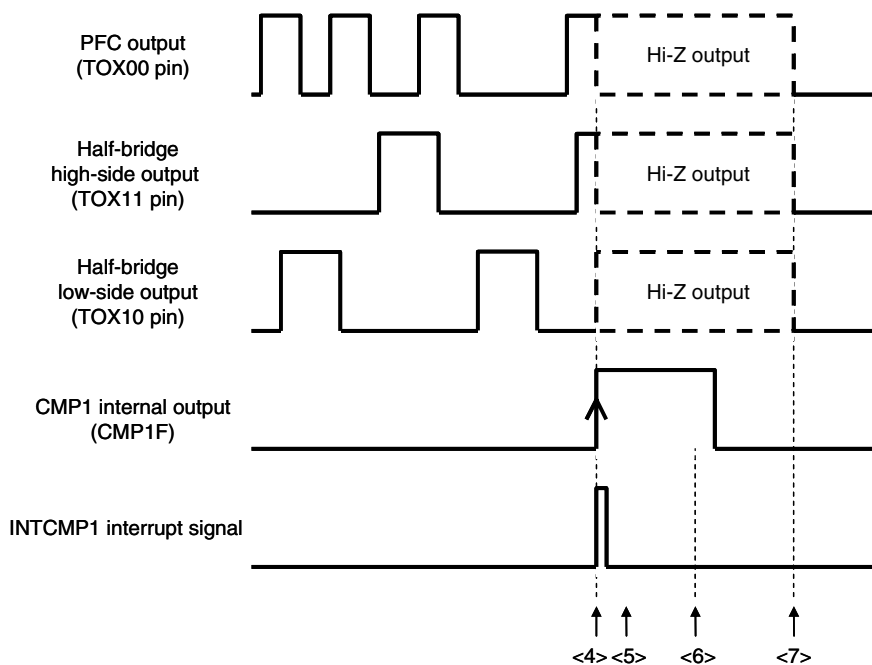 PFC output
(TOX00 pin)
Hi-Z output
Half-bridge
high-side output
(TOX11 pin)
Hi-Z output
Half-bridge
low-side output
(TOX10 pin)
Hi-Z output
CMP1 internal output
(CMP1F)
INTCMP1 interrupt signal
<4> <5> <6> <7>